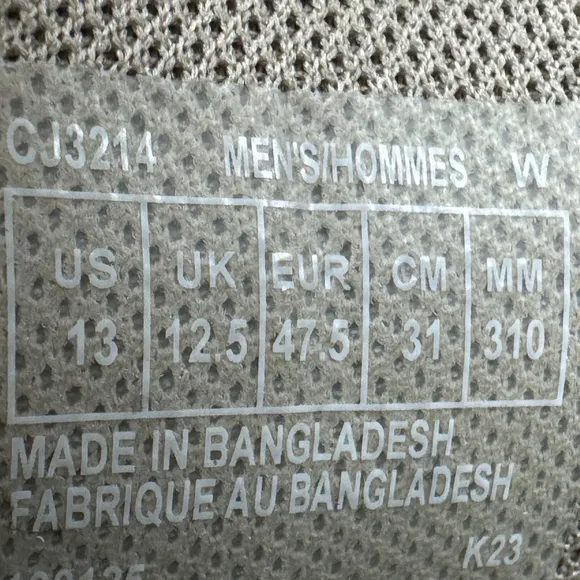 CJ3214 MEN'S/HOMMES W
US UK EUR CM MM
13 12.5 47.5 31 310
MADE IN BANGLADESH
FABRIQUE AU BANGLADESH
K23